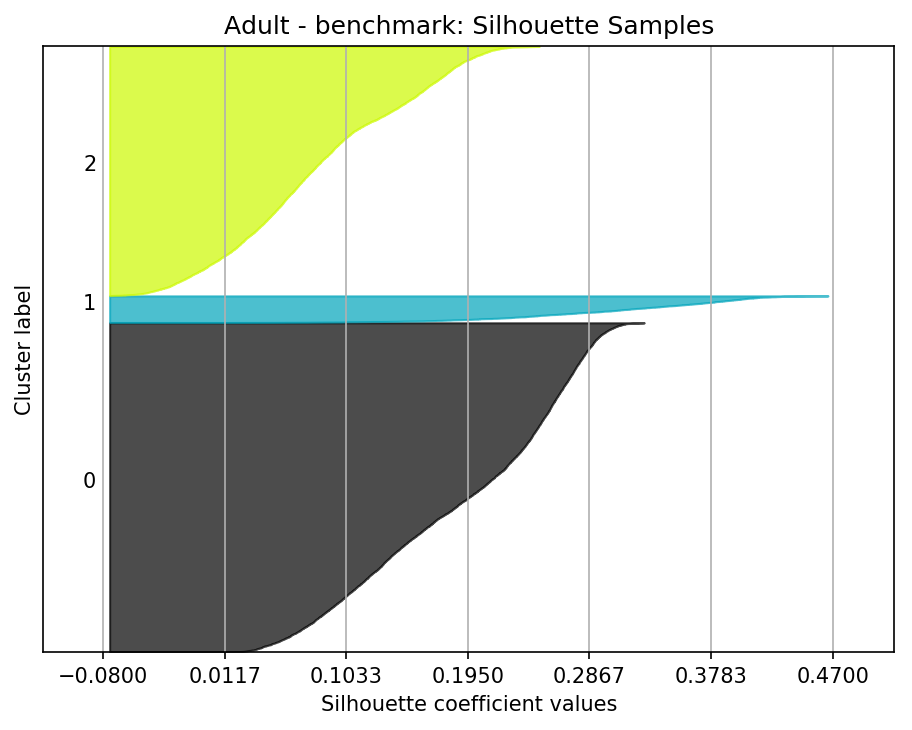 Adult - benchmark: Silhouette Samples
2
1
0
Cluster label
−0.0800 0.0117 0.1033 0.1950 0.2867 0.3783 0.4700
Silhouette coefficient values